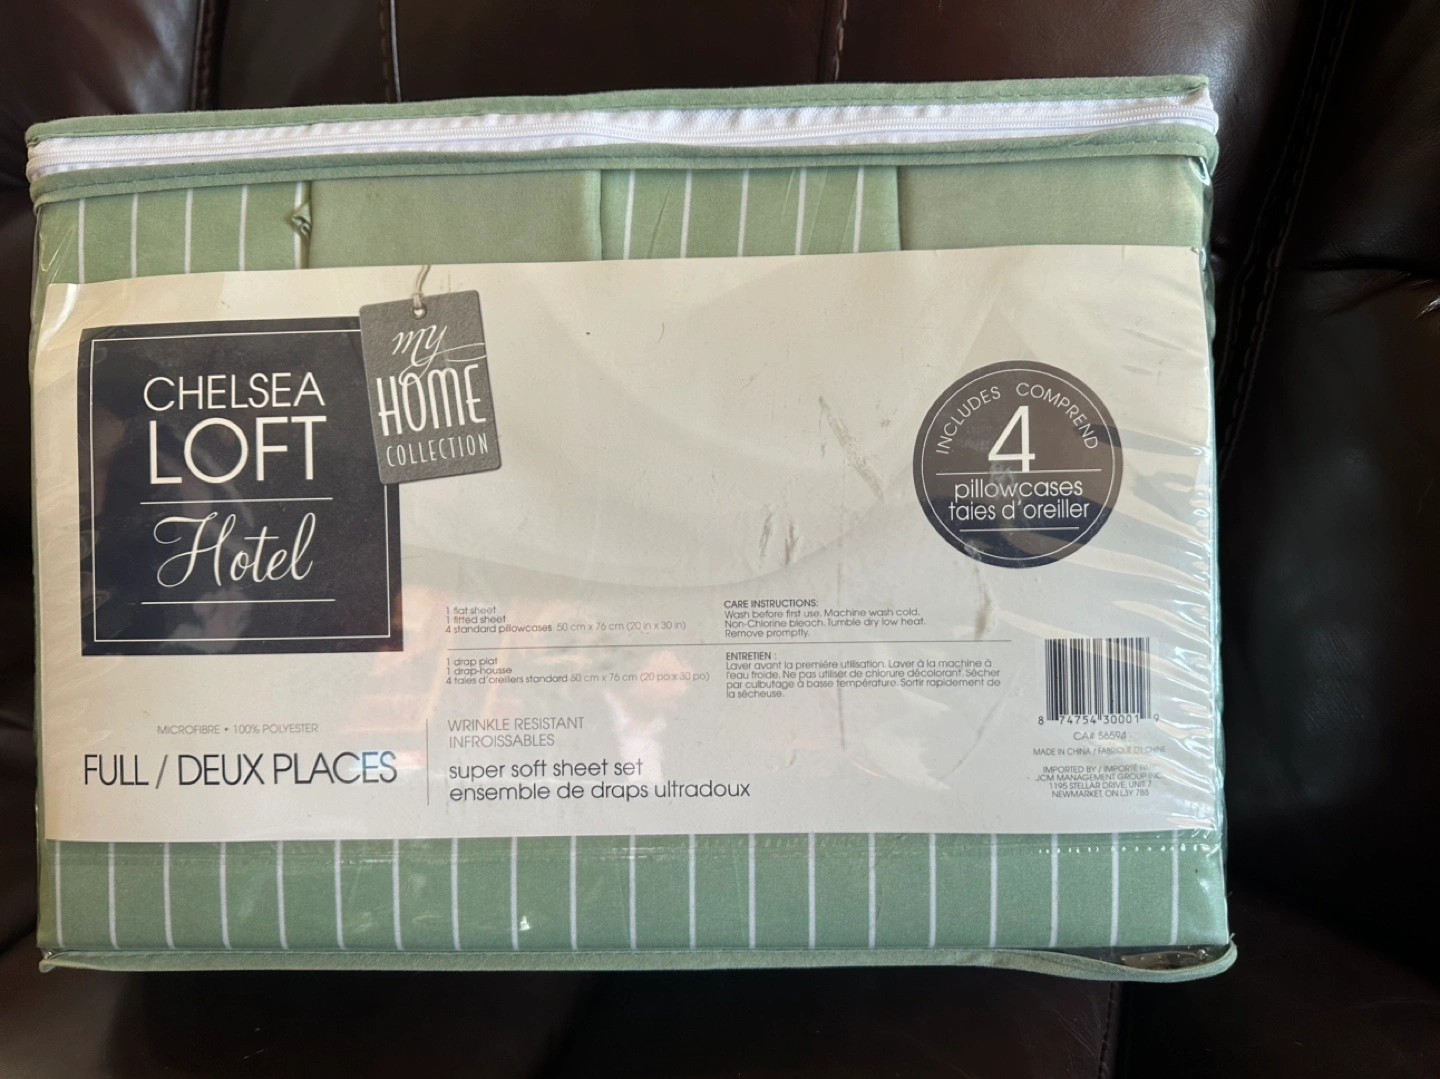 CHELSEA
LOFT
Hotel
my
HOME
COLLECTION
INCLUDES COMPREND
4
pillowcases
taies d'oreiller
1 flat sheet
1 fitted sheet
4 standard pillowcases 50 cm x 76 cm (20 in x 30 in)
1 drap plat
1 drap-housse
4 taies d'oreillers standard 50 cm x 76 cm (20 po x 30 po)
CARE INSTRUCTIONS:
Wash before first use. Machine wash cold.
Non-Chlorine bleach. Tumble dry low heat.
Remove promptly.
ENTRETIEN :
Laver avant la première utilisation. Laver à la machine à
l'eau froide. Ne pas utiliser de chlorure décolorant. Sécher
par culbutage à basse température. Sortir rapidement de
la sécheuse.
MICROFIBRE • 100% POLYESTER
FULL / DEUX PLACES
WRINKLE RESISTANT
INFROISSABLES
super soft sheet set
ensemble de draps ultradoux
8 74754 30001 9
CA# 56594
MADE IN CHINA / FABRIQUÉ EN CHINE
IMPORTED BY / IMPORTÉ
JCM MANAGEMENT GROUP INC.
1195 STELLAR DRIVE, UNIT 7
NEWMARKET, ON L3Y 7B8